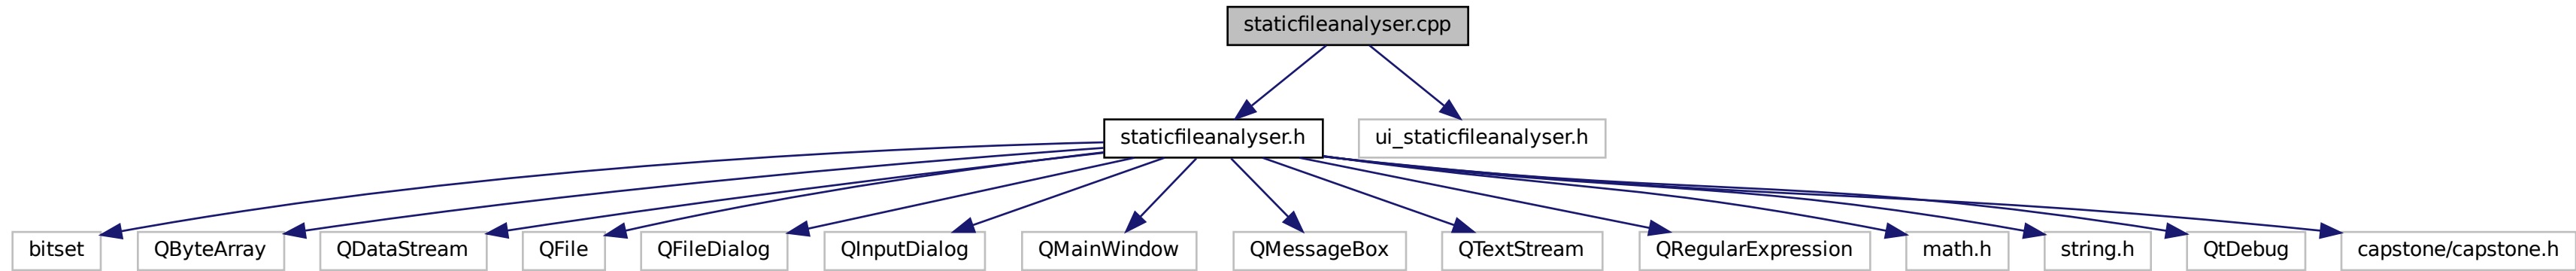 staticfileanalyser.cpp
staticfileanalyser.h
ui_staticfileanalyser.h
bitset
QByteArray
QDataStream
QFile
QFileDialog
QInputDialog
QMainWindow
QMessageBox
QTextStream
QRegularExpression
math.h
string.h
QtDebug
capstone/capstone.h